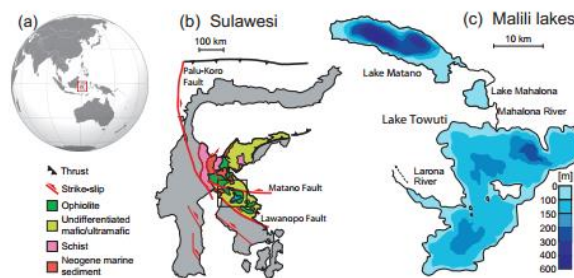 (a)
(b) Sulawesi
100 km
Palu-Koro
Fault
Matano Fault
Lawanopo Fault
Thrust
Strike-slip
Ophiolite
Undifferentiated
mafic/ultramafic
Schist
Neogene marine
sediment
(c) Malili lakes
10 km
Lake Matano
Lake Mahalona
Mahalona River
Lake Towuti
Larona
River
[m]
0
50
100
150
200
300
400
600